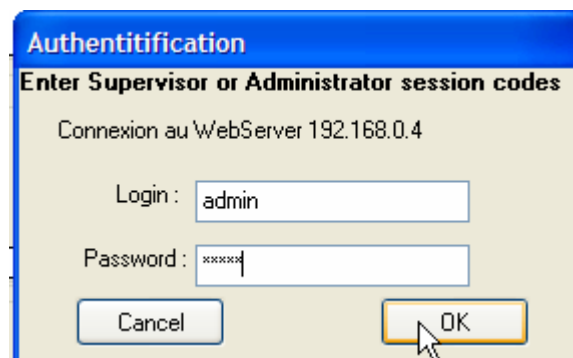 Authentitification
Enter Supervisor or Administrator session codes
Connexion au WebServer 192.168.0.4
Login : admin
Password : *****
Cancel OK